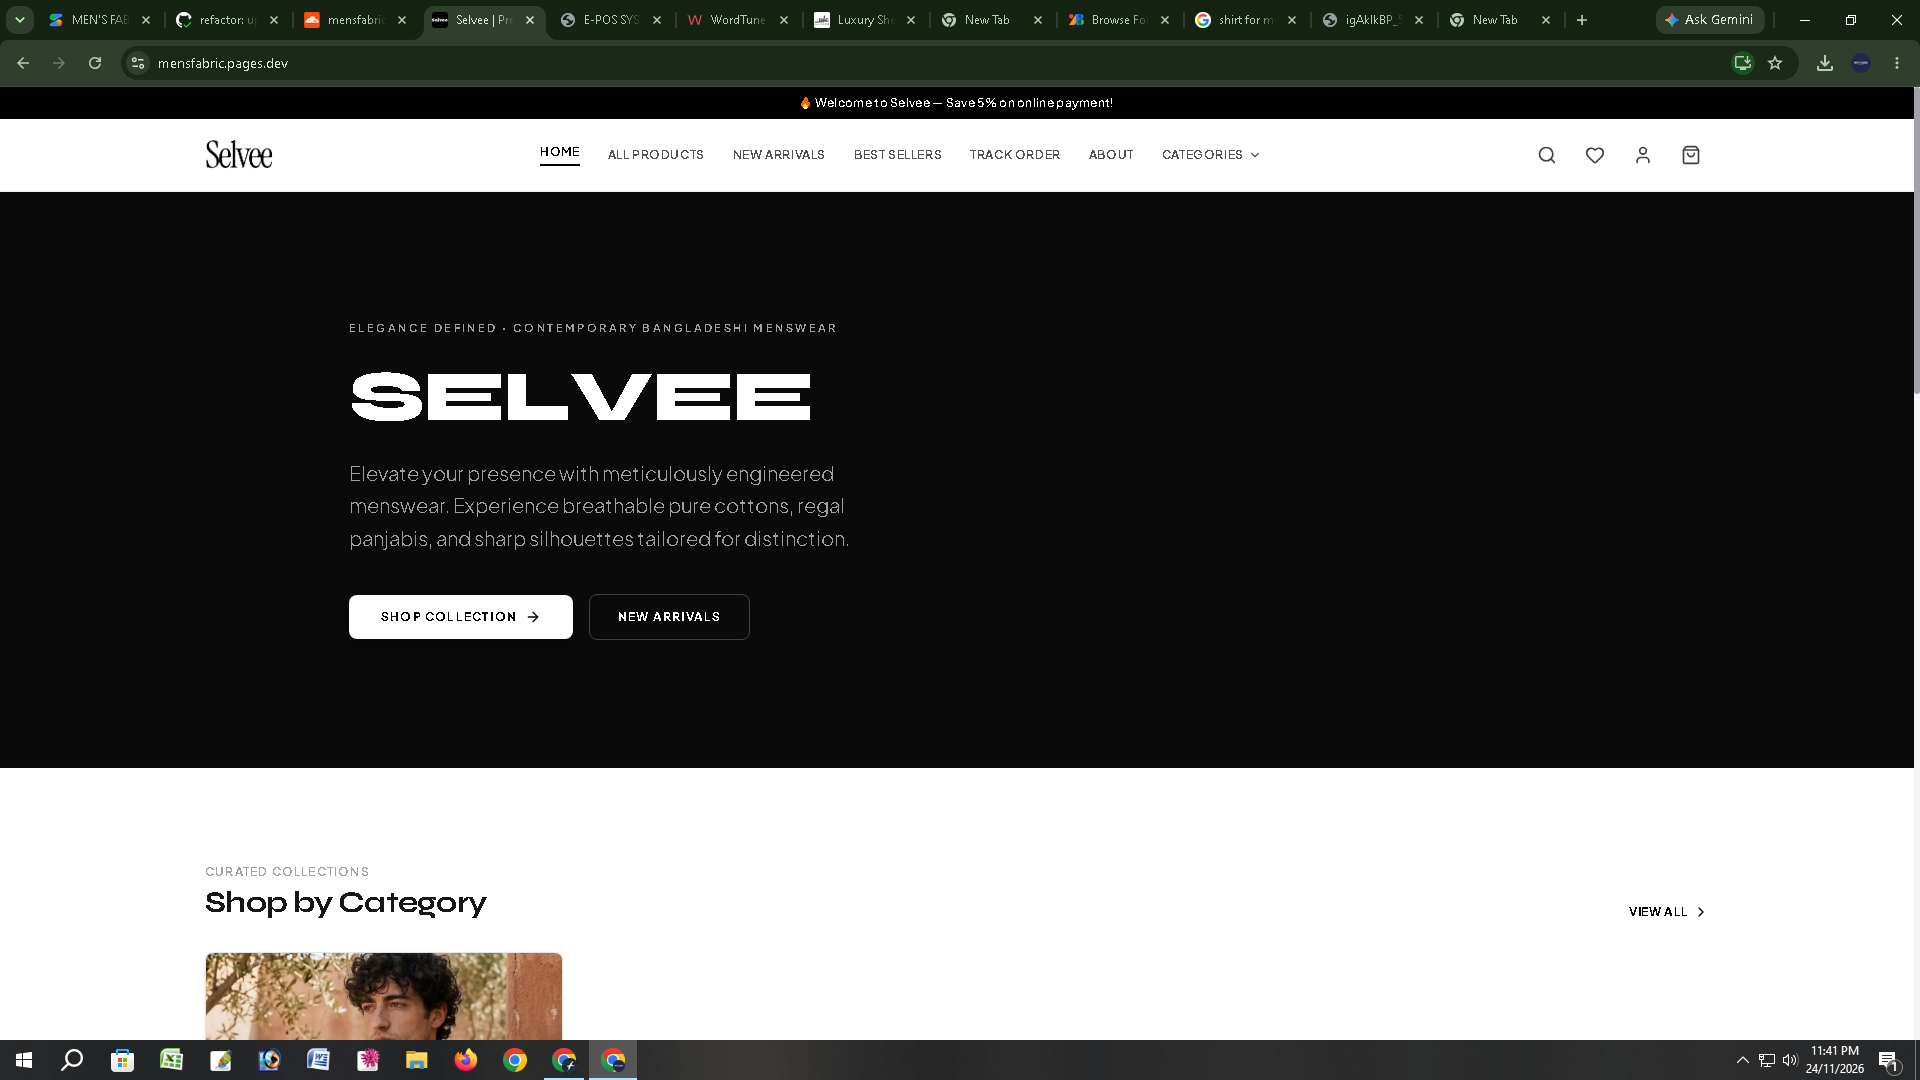 MEN'S FAB
refactor: u
mensfabric
Selvee | Pre
E-POS SYS
WordTune
Luxury She
New Tab
Browse Fo
shirt for m
igAklkBP_
New Tab
Ask Gemini
mensfabric.pages.dev
Welcome to Selvee — Save 5% on online payment!
Selvee
HOME
ALL PRODUCTS
NEW ARRIVALS
BEST SELLERS
TRACK ORDER
ABOUT
CATEGORIES
ELEGANCE DEFINED • CONTEMPORARY BANGLADESHI MENSWEAR
SELVEE
Elevate your presence with meticulously engineered
menswear. Experience breathable pure cottons, regal
panjabis, and sharp silhouettes tailored for distinction.
SHOP COLLECTION
NEW ARRIVALS
CURATED COLLECTIONS
Shop by Category
VIEW ALL
11:41 PM
24/11/2026
1